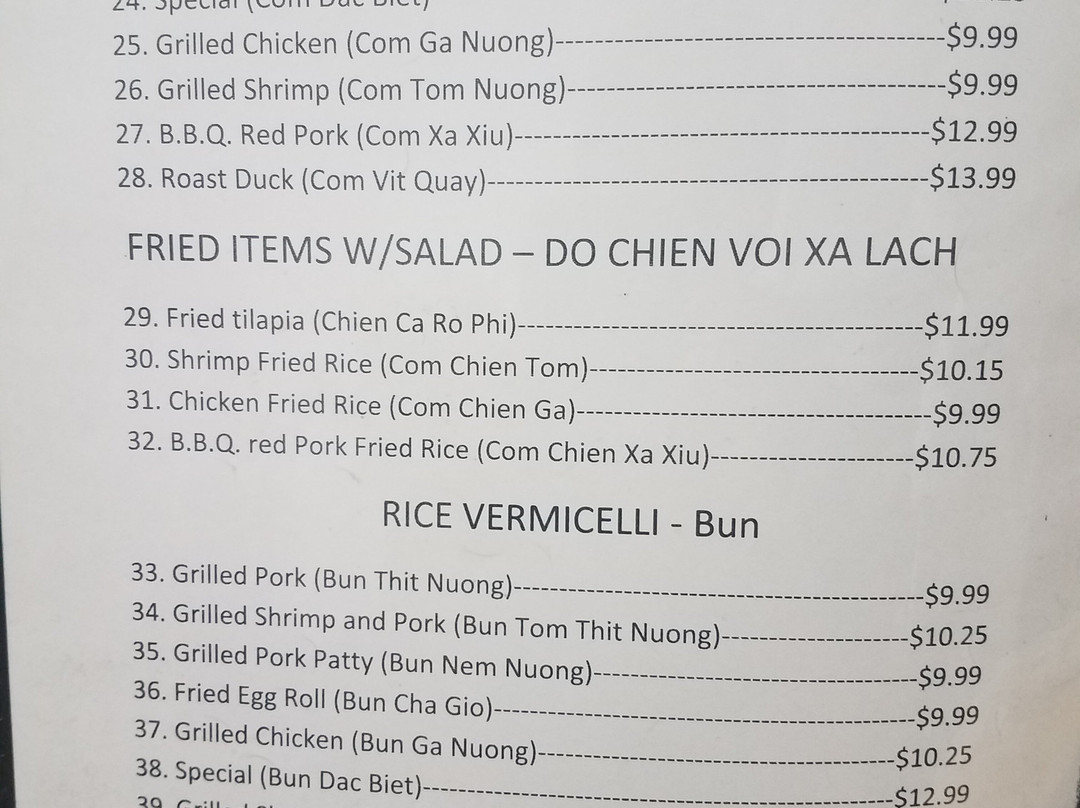 24. Special (Com Dac Biet)
25. Grilled Chicken (Com Ga Nuong)-----------------------------------------$9.99
26. Grilled Shrimp (Com Tom Nuong)----------------------------------------$9.99
27. B.B.Q. Red Pork (Com Xa Xiu)--------------------------------------------$12.99
28. Roast Duck (Com Vit Quay)-----------------------------------------------$13.99
FRIED ITEMS W/SALAD – DO CHIEN VOI XA LACH
29. Fried tilapia (Chien Ca Ro Phi)-------------------------------------------$11.99
30. Shrimp Fried Rice (Com Chien Tom)-----------------------------------$10.15
31. Chicken Fried Rice (Com Chien Ga)--------------------------------------$9.99
32. B.B.Q. red Pork Fried Rice (Com Chien Xa Xiu)----------------------$10.75
RICE VERMICELLI - Bun
33. Grilled Pork (Bun Thit Nuong)--------------------------------------------$9.99
34. Grilled Shrimp and Pork (Bun Tom Thit Nuong)--------------------$10.25
35. Grilled Pork Patty (Bun Nem Nuong)-----------------------------------$9.99
36. Fried Egg Roll (Bun Cha Gio)----------------------------------------------$9.99
37. Grilled Chicken (Bun Ga Nuong)---------------------------------------$10.25
38. Special (Bun Dac Biet)---------------------------------------------------$12.99
39.